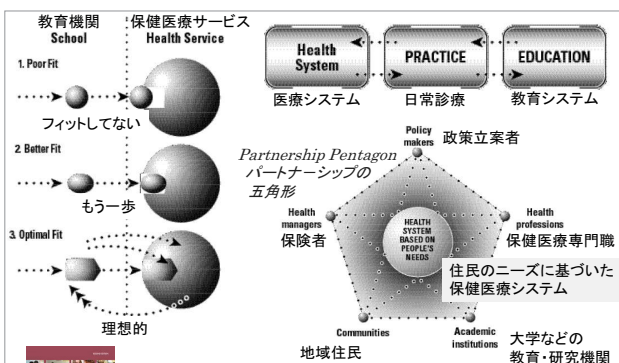 教育機関
School
保健医療サービス
Health Service
1. Poor Fit
フィットしてない
2. Better Fit
もう一歩
3. Optimal Fit
理想的
Health
System
PRACTICE
EDUCATION
医療システム
日常診療
教育システム
Partnership Pentagon
パートナーシップの
五角形
Policy
makers
政策立案者
Health
managers
保険者
Health
professions
保健医療専門職
HEALTH
SYSTEM
BASED ON
PEOPLE'S
NEEDS
住民のニーズに基づいた
保健医療システム
Communities
地域住民
Academic
institutions
大学などの
教育・研究機関